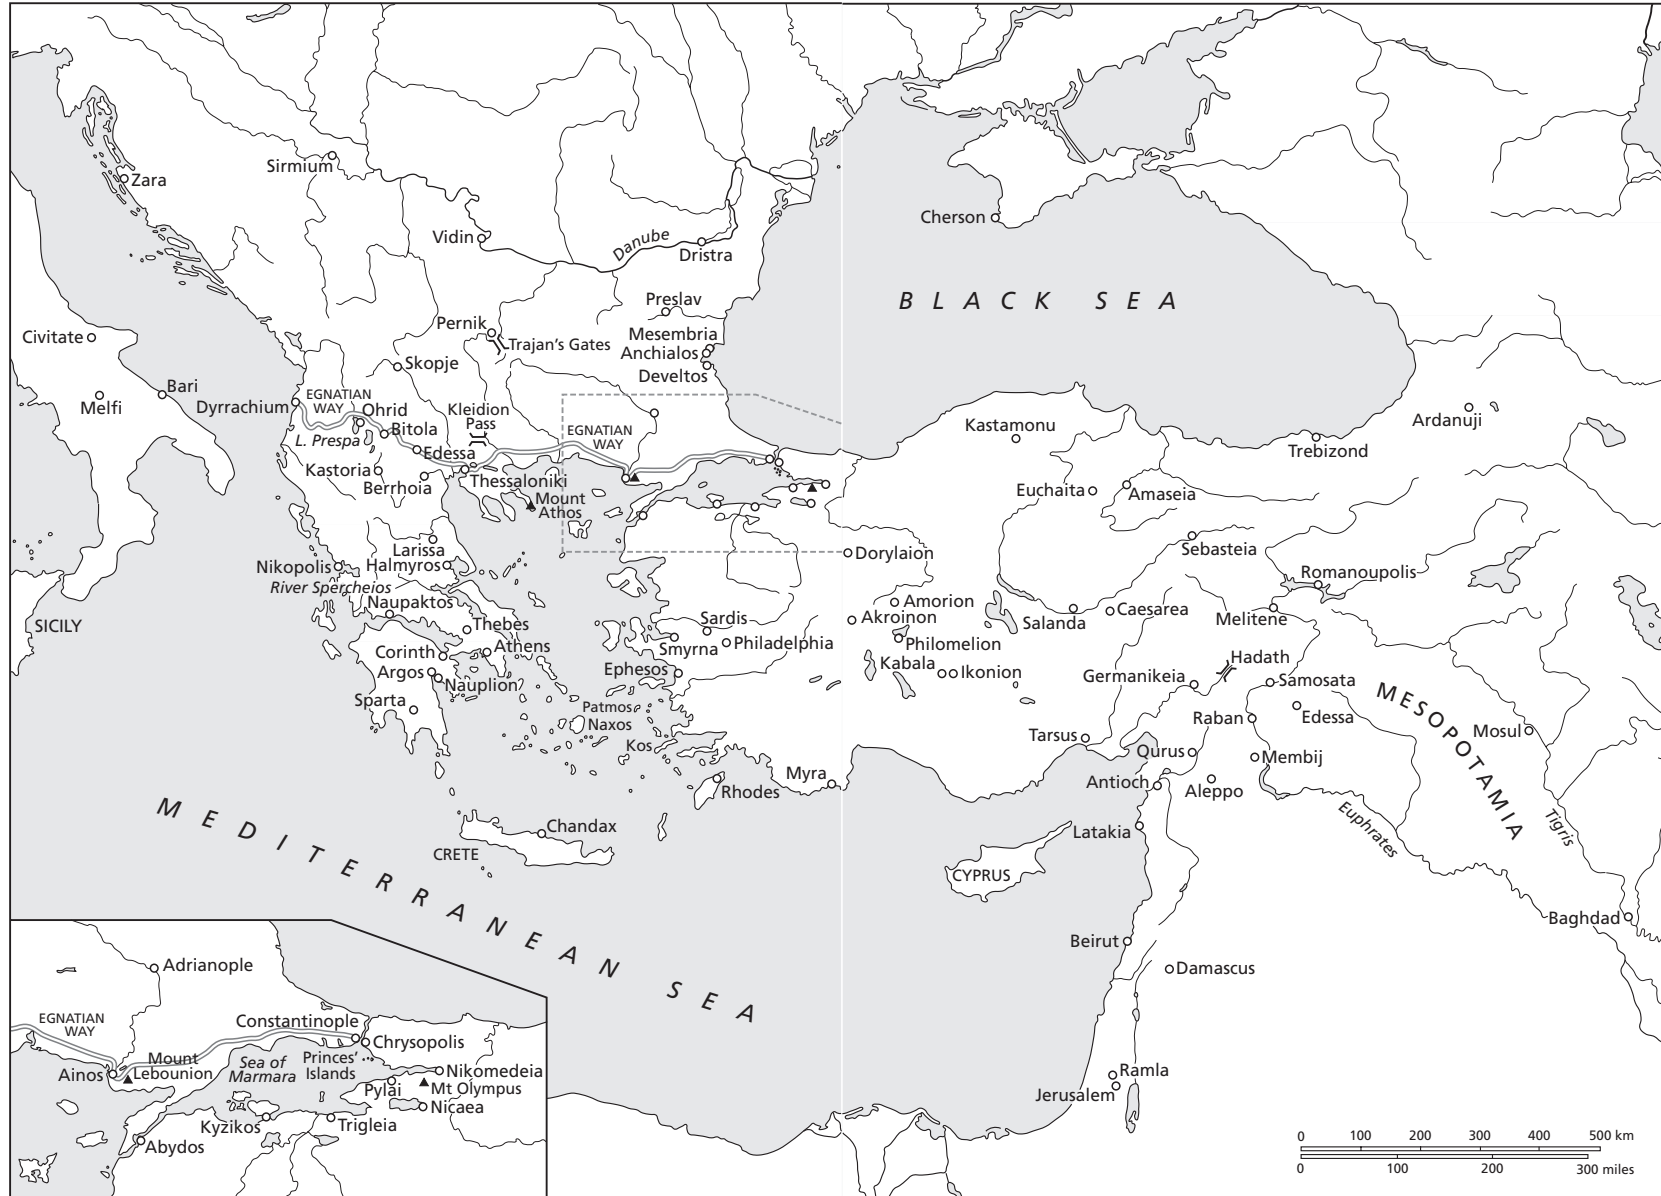 Zara
Sirmium
Vidin
Danube
Dristra
Cherson
BLACK SEA
Preslav
Pernik
Trajan's Gates
Mesembria
Anchialos
Develtos
Civitate
Skopje
Bari
Melfi
Dyrrachium
EGNATIAN
WAY
Ohrid
Kleidion
Pass
L. Prespa
Bitola
EGNATIAN
WAY
Edessa
Kastoria
Berrhoia
Thessaloniki
Mount
Athos
Kastamonu
Trebizond
Ardanuji
Euchaita
Amaseia
Larissa
Halmyros
Nikopolis
River Spercheios
Naupaktos
Dorylaion
Sebasteia
Romanoupolis
SICILY
Thebes
Corinth
Athens
Argos
Nauplion
Sparta
Sardis
Smyrna
Philadelphia
Ephesos
Amorion
Akroinon
Philomelion
Kabala
Ikonion
Salanda
Caesarea
Melitene
Hadath
Germanikeia
Samosata
Patmos
Naxos
Kos
Raban
Edessa
MESOPOTAMIA
Mosul
Tarsus
Qurus
Membij
Myra
Rhodes
Antioch
Aleppo
Euphrates
Tigris
MEDITERRANEAN SEA
Chandax
CRETE
Latakia
CYPRUS
Baghdad
Beirut
Damascus
Ramla
Jerusalem
Adrianople
EGNATIAN
WAY
Constantinople
Chrysopolis
Mount
Lebounion
Ainos
Sea of
Marmara
Princes'
Islands
Nikomedeia
Pylai
Mt Olympus
Nicaea
Kyzikos
Trigleia
Abydos
0 100 200 300 400 500 km
0 100 200 300 miles